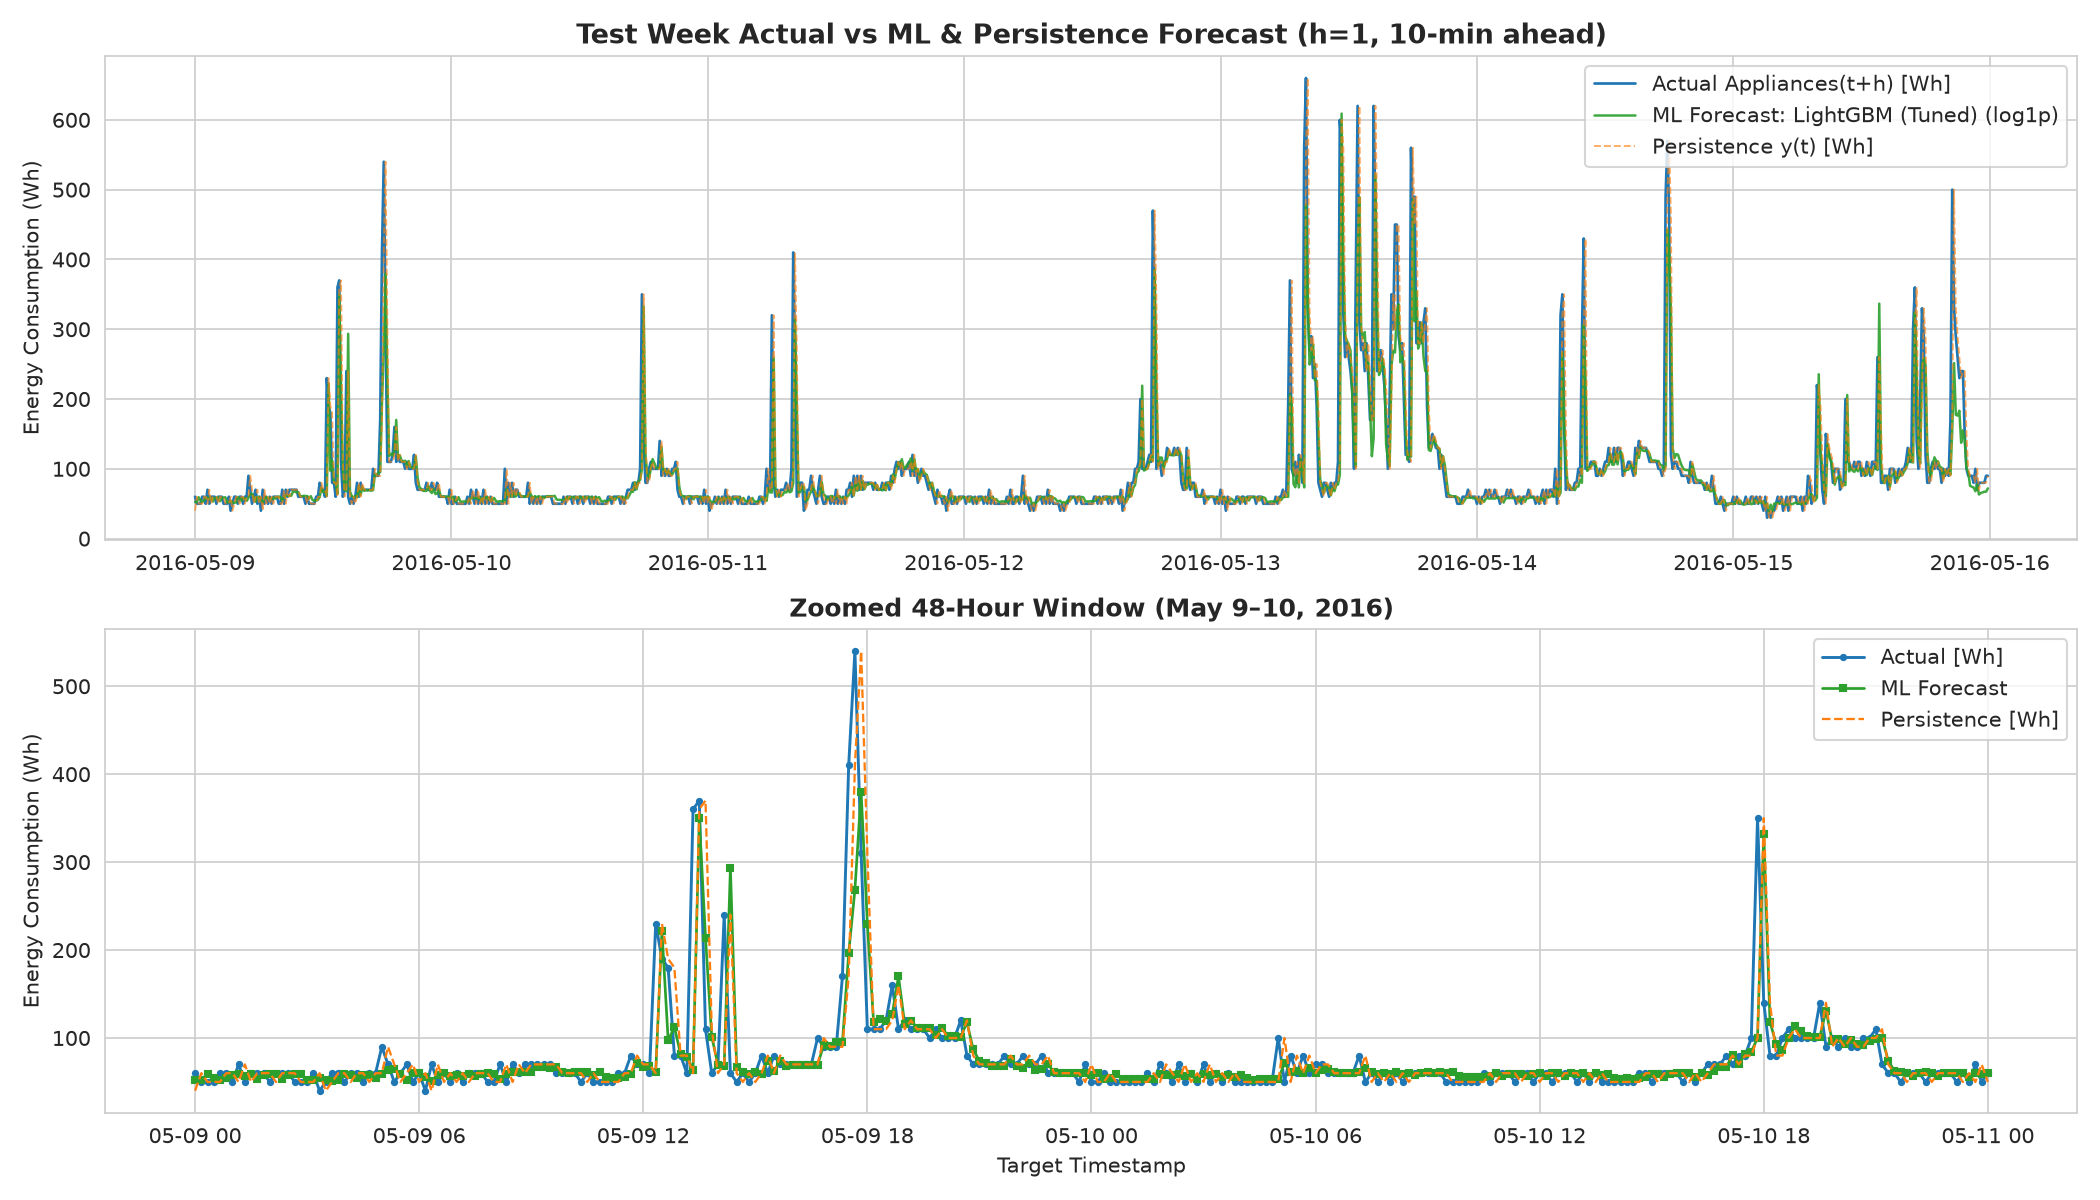 Test Week Actual vs ML & Persistence Forecast (h=1, 10-min ahead)
Energy Consumption (Wh)
600
500
400
300
200
100
0
Actual Appliances(t+h) [Wh]
ML Forecast: LightGBM (Tuned) (log1p)
Persistence y(t) [Wh]
2016-05-09 2016-05-10 2016-05-11 2016-05-12 2016-05-13 2016-05-14 2016-05-15 2016-05-16
Zoomed 48-Hour Window (May 9–10, 2016)
Energy Consumption (Wh)
500
400
300
200
100
Actual [Wh]
ML Forecast
Persistence [Wh]
05-09 00 05-09 06 05-09 12 05-09 18 05-10 00 05-10 06 05-10 12 05-10 18 05-11 00
Target Timestamp